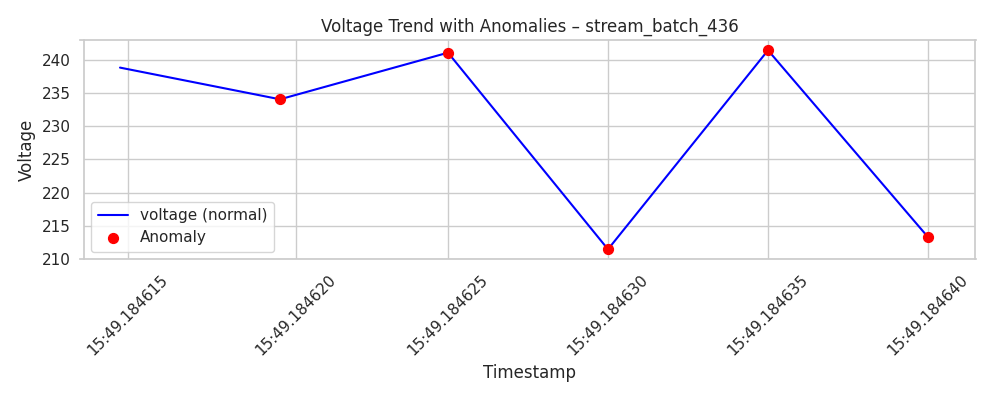 Voltage Trend with Anomalies – stream_batch_436
Voltage
240
235
230
225
220
215
210
voltage (normal)
Anomaly
15:49.184615
15:49.184620
15:49.184625
15:49.184630
15:49.184635
15:49.184640
Timestamp